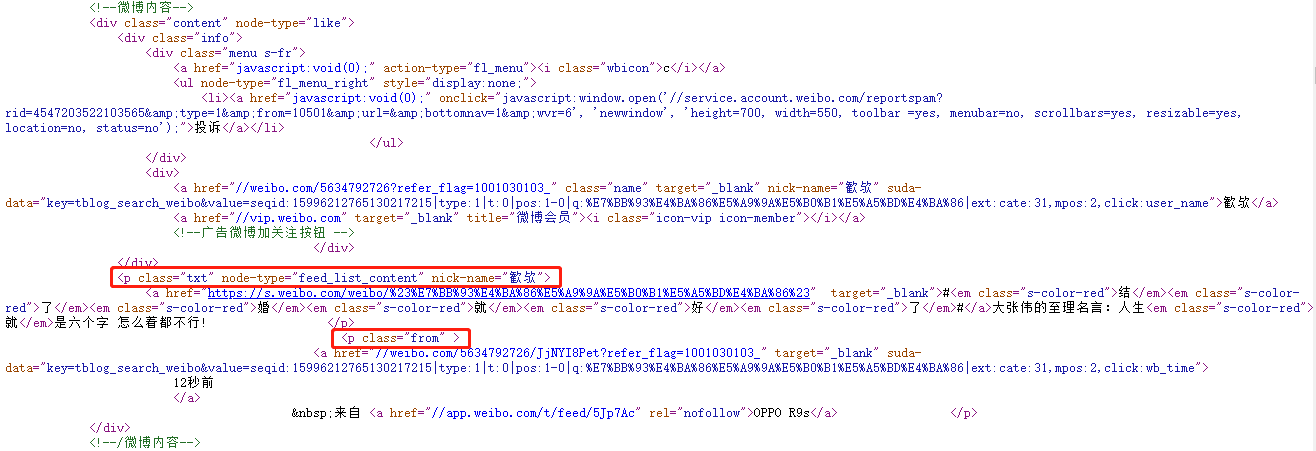 <!--微博内容-->
<div class="content" node-type="like">
<div class="info">
<div class="menu s-fr">
<a href="javascript:void(0);" action-type="fl_menu"><i class="wbicon">c</i></a>
<ul node-type="fl_menu_right" style="display:none;">
<li><a href="javascript:void(0);" onclick="javascript:window.open('//service.account.weibo.com/reportspam?
rid=4547203522103565&amp;type=1&amp;from=10501&amp;url=&amp;bottomnav=1&amp;wvr=6', 'newwindow', 'height=700, width=550, toolbar =yes, menubar=no, scrollbars=yes, resizable=yes,
location=no, status=no');">投诉</a></li>
</ul>
</div>
<div>
<a href="//weibo.com/5634792726?refer_flag=1001030103_" class="name" target="_blank" nick-name="歡欤" suda-
data="key=tblog_search_weibo&value=seqid:159962127651302​17215|type:1|t:0|pos:1-0|q:%E7%BB%93%E4%BA%86%E5%A9%9A%E5%B0%B1%E5%A5%BD%E4%BA%86|ext:cate:31,mpos:2,click:user_name">歡欤</a>
<a href="//vip.weibo.com" target="_blank" title="微博会员"><i class="icon-vip icon-member"></i></a>
<!--广告微博加关注按钮 -->
</div>
</div>
<p class="txt" node-type="feed_list_content" nick-name="歡欤">
<a href="https://s.weibo.com/weibo/%23%E7%BB%93%E4%BA%86%E5%A9%9A%E5%B0%B1%E5%A5%BD%E4%BA%86%23" target="_blank">#<em class="s-color-red">结</em><em class="s-color-
red">了</em><em class="s-color-red">婚</em><em class="s-color-red">就</em><em class="s-color-red">好</em><em class="s-color-red">了</em>#</a>大张伟的至理名言：人生<em class="s-color-red">
就</em>是六个字 怎么着都不行! </p>
<p class="from" >
<a href="//weibo.com/5634792726/JjNYI8Pet?refer_flag=1001030103_" target="_blank" suda-
data="key=tblog_search_weibo&value=seqid:15996212765130217215|type:1|t:0|pos:1-0|q:%E7%BB%93%E4%BA%86%E5%A9%9A%E5%B0%B1%E5%A5%BD%E4%BA%86|ext:cate:31,mpos:2,click:wb_time">
12秒前
</a>
&nbsp;来自 <a href="//app.weibo.com/t/feed/5Jp7Ac" rel="nofollow">OPPO R9s</a> </p>
</div>
<!--/微博内容-->